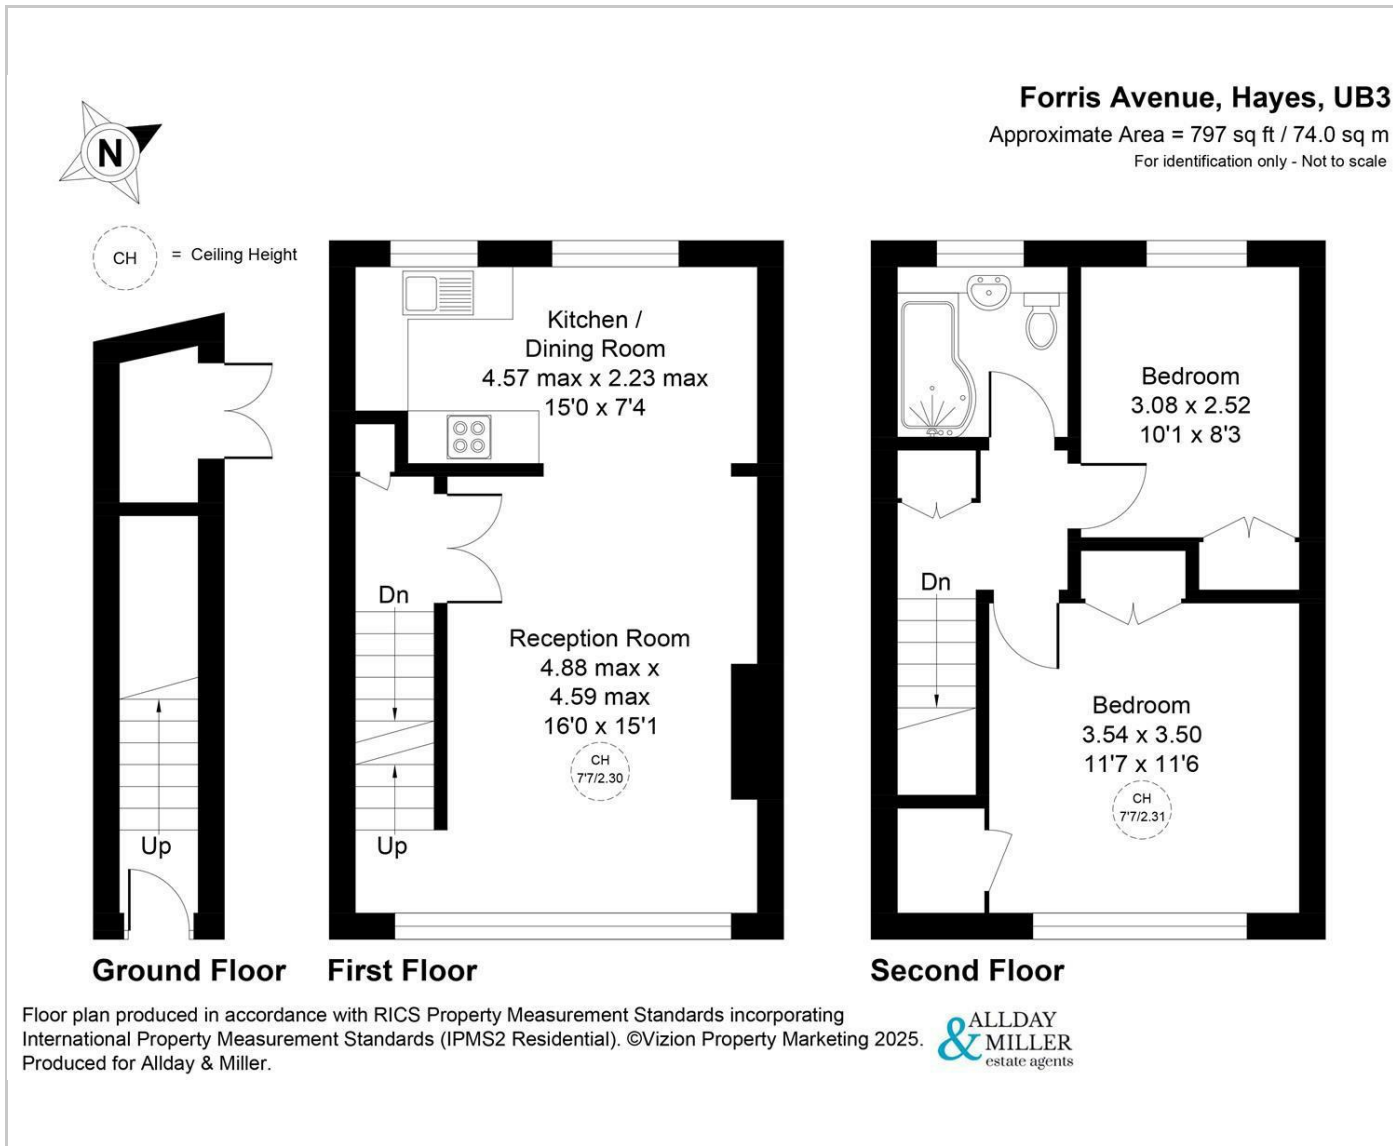 Forris Avenue, Hayes, UB3
Approximate Area = 797 sq ft / 74.0 sq m
For identification only - Not to scale
N
CH = Ceiling Height
Kitchen /
Dining Room
4.57 max x 2.23 max
15'0 x 7'4
Bedroom
3.08 x 2.52
10'1 x 8'3
Dn
Dn
Reception Room
4.88 max x
4.59 max
16'0 x 15'1
CH
7'7/2.30
Bedroom
3.54 x 3.50
11'7 x 11'6
CH
7'7/2.31
Up
Up
Ground Floor
First Floor
Second Floor
Floor plan produced in accordance with RICS Property Measurement Standards incorporating
International Property Measurement Standards (IPMS2 Residential). ©Vizion Property Marketing 2025.
Produced for Allday & Miller.
ALLDAY
& MILLER
estate agents